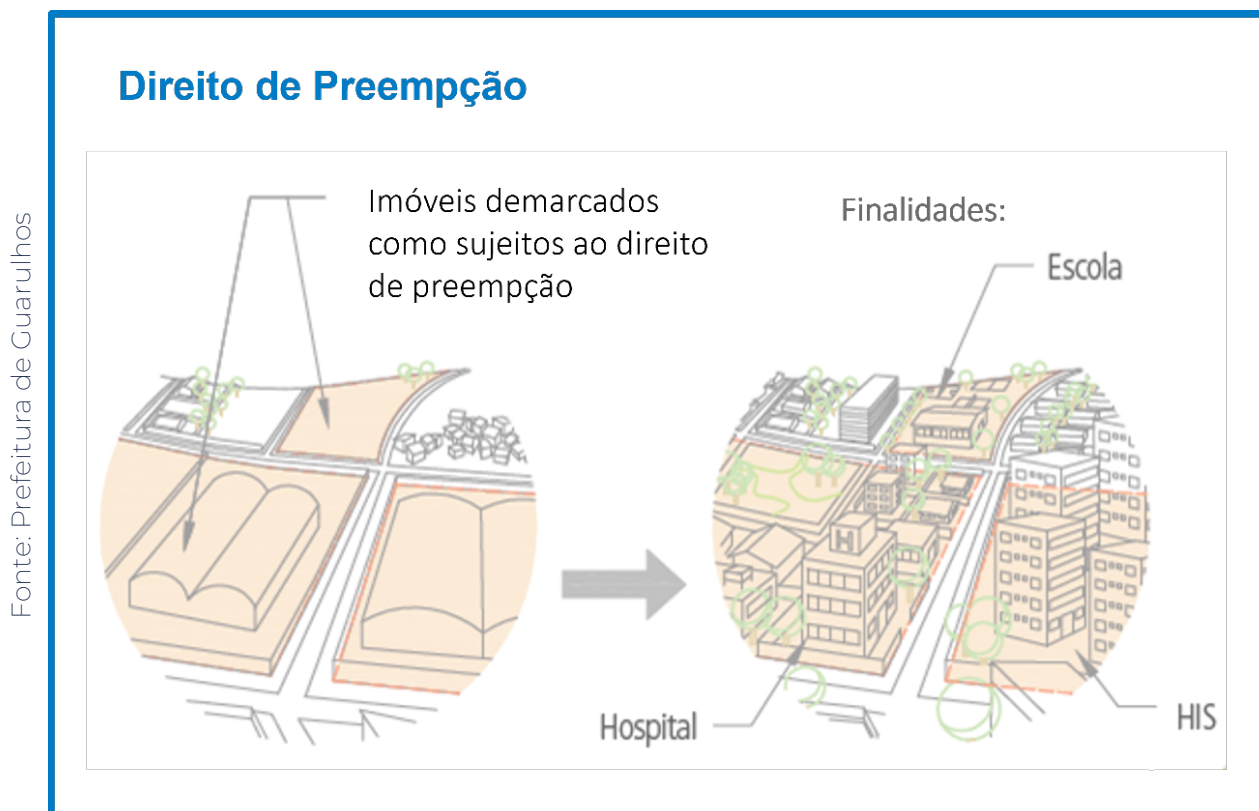 Direito de Preempção
Imóveis demarcados
como sujeitos ao direito
de preempção
Finalidades:
Escola
H
Hospital
HIS
Fonte: Prefeitura de Guarulhos